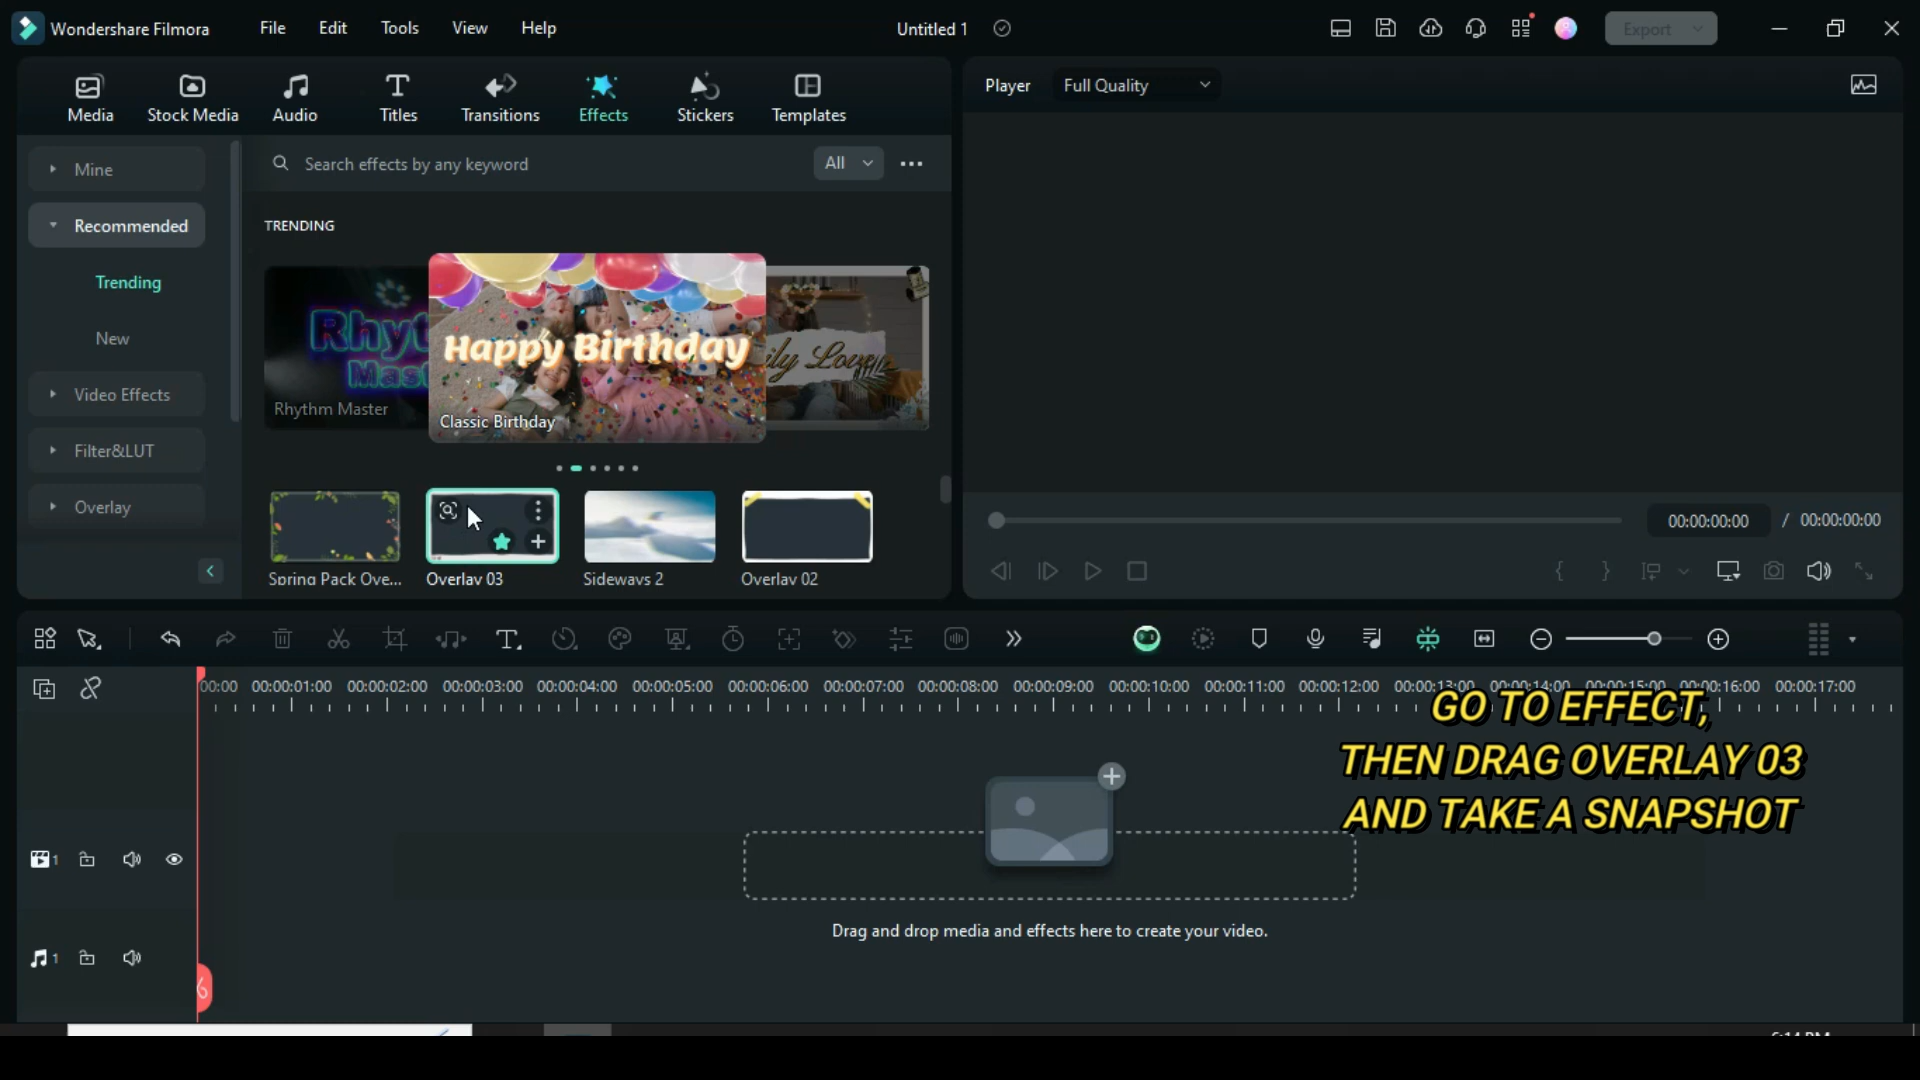 Wondershare Filmora
File
Edit
Tools
View
Help
Untitled 1
Export
Media
Stock Media
Audio
Titles
Transitions
Effects
Stickers
Templates
Player
Full Quality
Mine
Recommended
Trending
New
Video Effects
Filter&LUT
Overlay
Search effects by any keyword
All
TRENDING
Rhythm Master
Happy Birthday
Classic Birthday
Spring Pack Ove...
Overlay 03
Sideways 2
Overlay 02
00:00:00:00 / 00:00:00:00
00:00 00:00:01:00 00:00:02:00 00:00:03:00 00:00:04:00 00:00:05:00 00:00:06:00 00:00:07:00 00:00:08:00 00:00:09:00 00:00:10:00 00:00:11:00 00:00:12:00 00:00:13:00 00:00:14:00 00:00:15:00 00:00:16:00 00:00:17:00
GO TO EFFECT,
THEN DRAG OVERLAY 03
AND TAKE A SNAPSHOT
1
Drag and drop media and effects here to create your video.
1